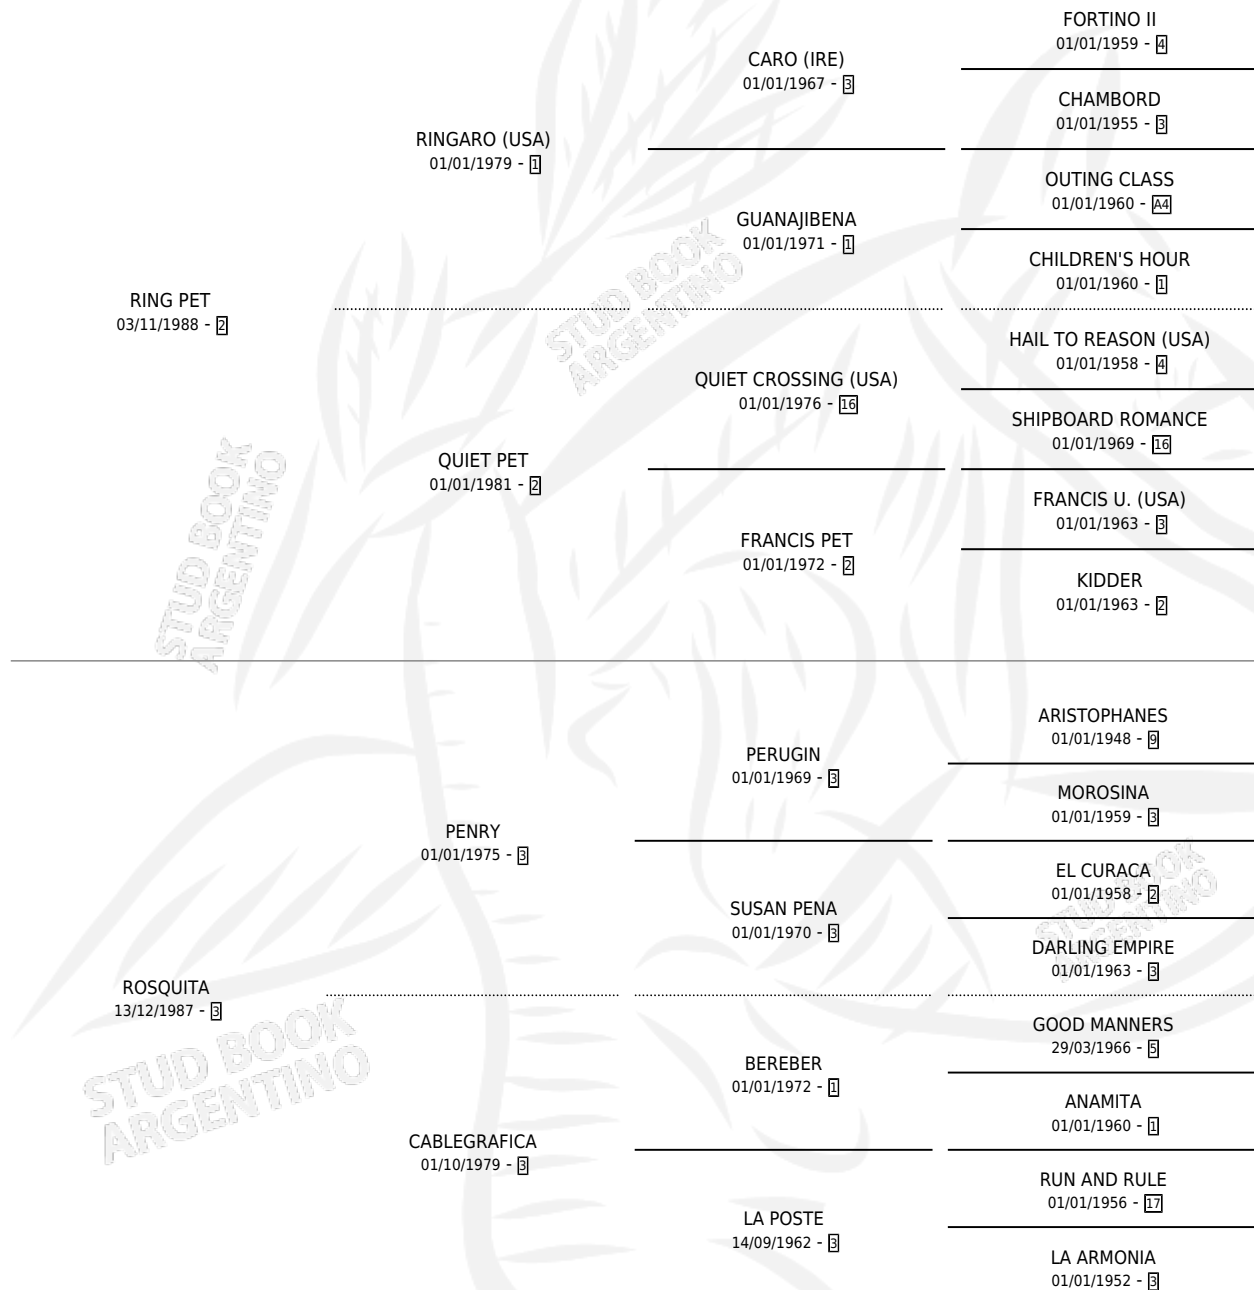 FORTINO II
01/01/1959 - 4
CARO (IRE)
01/01/1967 - 3
CHAMBORD
01/01/1955 - 3
RINGARO (USA)
01/01/1979 - 1
OUTING CLASS
01/01/1960 - A4
GUANAJIBENA
01/01/1971 - 1
CHILDREN'S HOUR
01/01/1960 - 1
RING PET
03/11/1988 - 2
HAIL TO REASON (USA)
01/01/1958 - 4
QUIET CROSSING (USA)
01/01/1976 - 16
SHIPBOARD ROMANCE
01/01/1969 - 16
QUIET PET
01/01/1981 - 2
FRANCIS U. (USA)
01/01/1963 - 3
FRANCIS PET
01/01/1972 - 2
KIDDER
01/01/1963 - 2
ARISTOPHANES
01/01/1948 - 9
PERUGIN
01/01/1969 - 3
MOROSINA
01/01/1959 - 3
PENRY
01/01/1975 - 3
EL CURACA
01/01/1958 - 2
SUSAN PENA
01/01/1970 - 3
DARLING EMPIRE
01/01/1963 - 3
ROSQUITA
13/12/1987 - 3
GOOD MANNERS
29/03/1966 - 5
BEREBER
01/01/1972 - 1
ANAMITA
01/01/1960 - 1
CABLEGRAFICA
01/10/1979 - 3
RUN AND RULE
01/01/1956 - 17
LA POSTE
14/09/1962 - 3
LA ARMONIA
01/01/1952 - 3
STUD BOOK
ARGENTINO
STUD BOOK
ARGENTINO
STUD BOOK
ARGENTINO
STUD BOOK
ARGENTINO